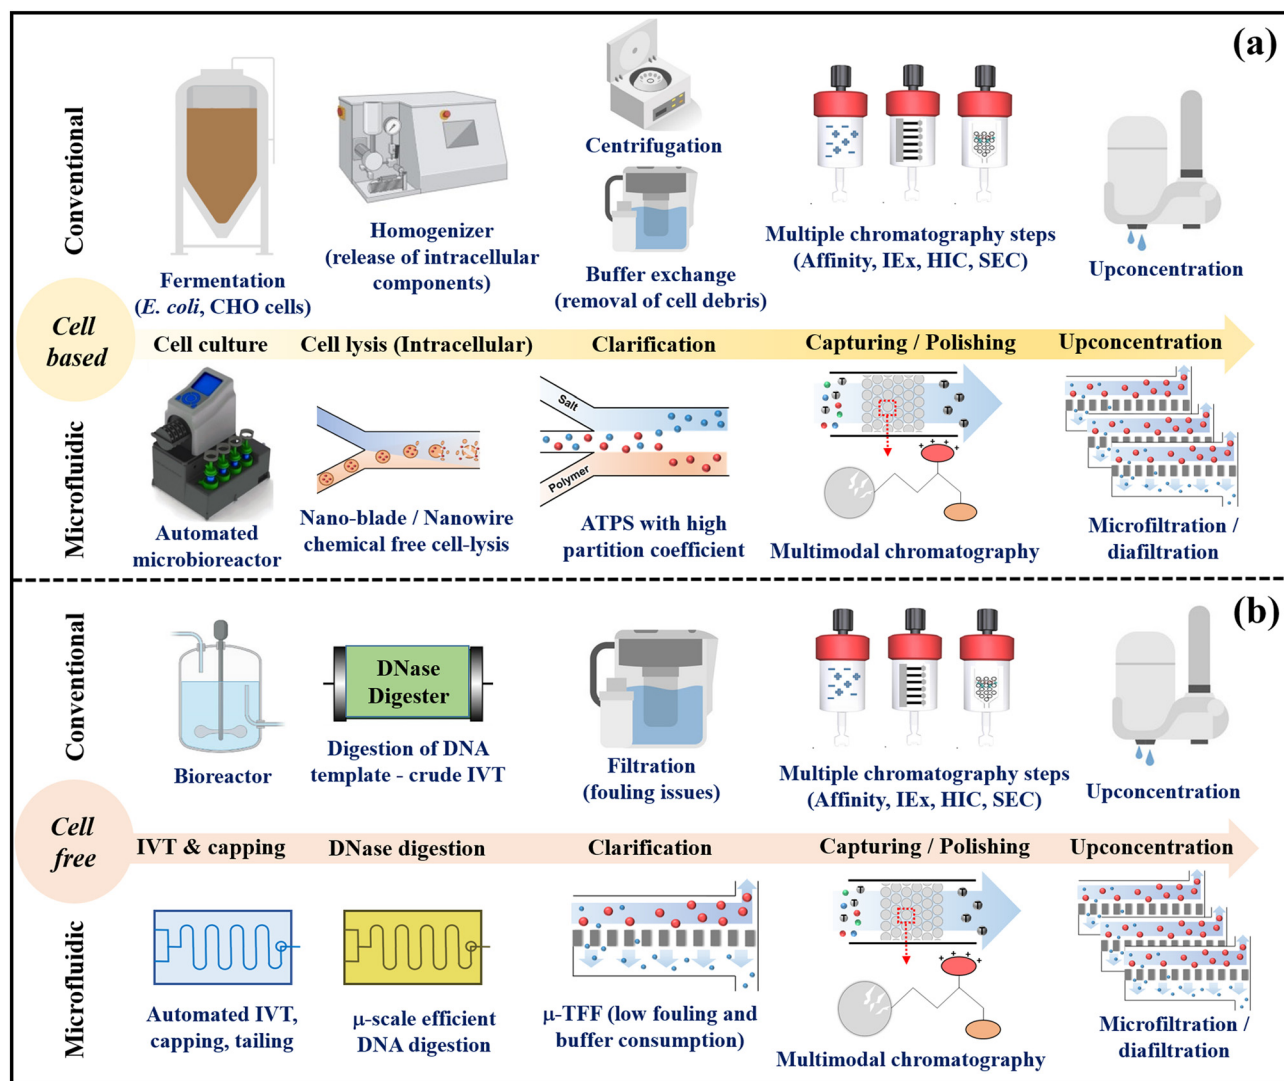 (a)
Conventional
Fermentation
(E. coli, CHO cells)
Homogenizer
(release of intracellular
components)
Centrifugation
Buffer exchange
(removal of cell debris)
Multiple chromatography steps
(Affinity, IEx, HIC, SEC)
Upconcentration
Cell
based
Cell culture
Cell lysis (Intracellular)
Clarification
Capturing / Polishing
Upconcentration
Microfluidic
Automated
microbioreactor
Nano-blade / Nanowire
chemical free cell-lysis
Salt
Polymer
ATPS with high
partition coefficient
T
T
T
T
T
T
T
+ + +
+ +
Multimodal chromatography
Microfiltration /
diafiltration
(b)
Conventional
Bioreactor
DNase
Digester
Digestion of DNA
template - crude IVT
Filtration
(fouling issues)
Multiple chromatography steps
(Affinity, IEx, HIC, SEC)
Upconcentration
Cell
free
IVT & capping
DNase digestion
Clarification
Capturing / Polishing
Upconcentration
Microfluidic
Automated IVT,
capping, tailing
μ-scale efficient
DNA digestion
μ-TFF (low fouling and
buffer consumption)
T
T
T
T
T
T
T
+ + +
+ +
Multimodal chromatography
Microfiltration /
diafiltration